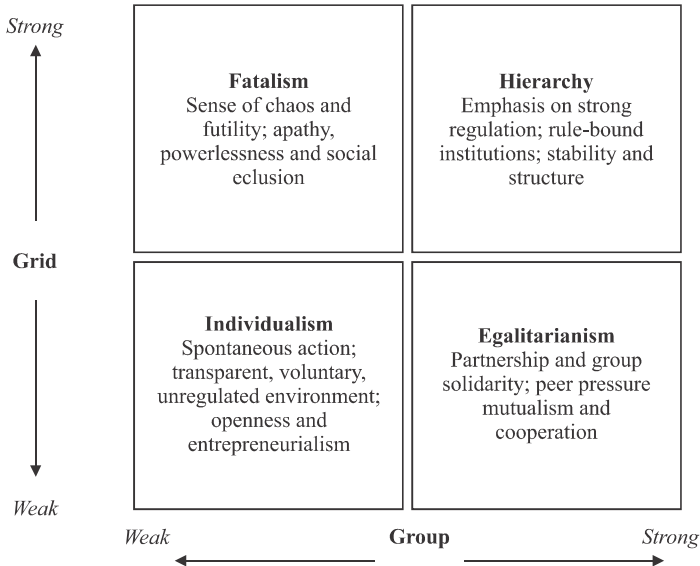 Strong
Fatalism
Sense of chaos and
futility; apathy,
powerlessness and social
eclusion
Hierarchy
Emphasis on strong
regulation; rule-bound
institutions; stability and
structure
Grid
Individualism
Spontaneous action;
transparent, voluntary,
unregulated environment;
openness and
entrepreneurialism
Egalitarianism
Partnership and group
solidarity; peer pressure
mutualism and
cooperation
Weak
Weak
Group
Strong